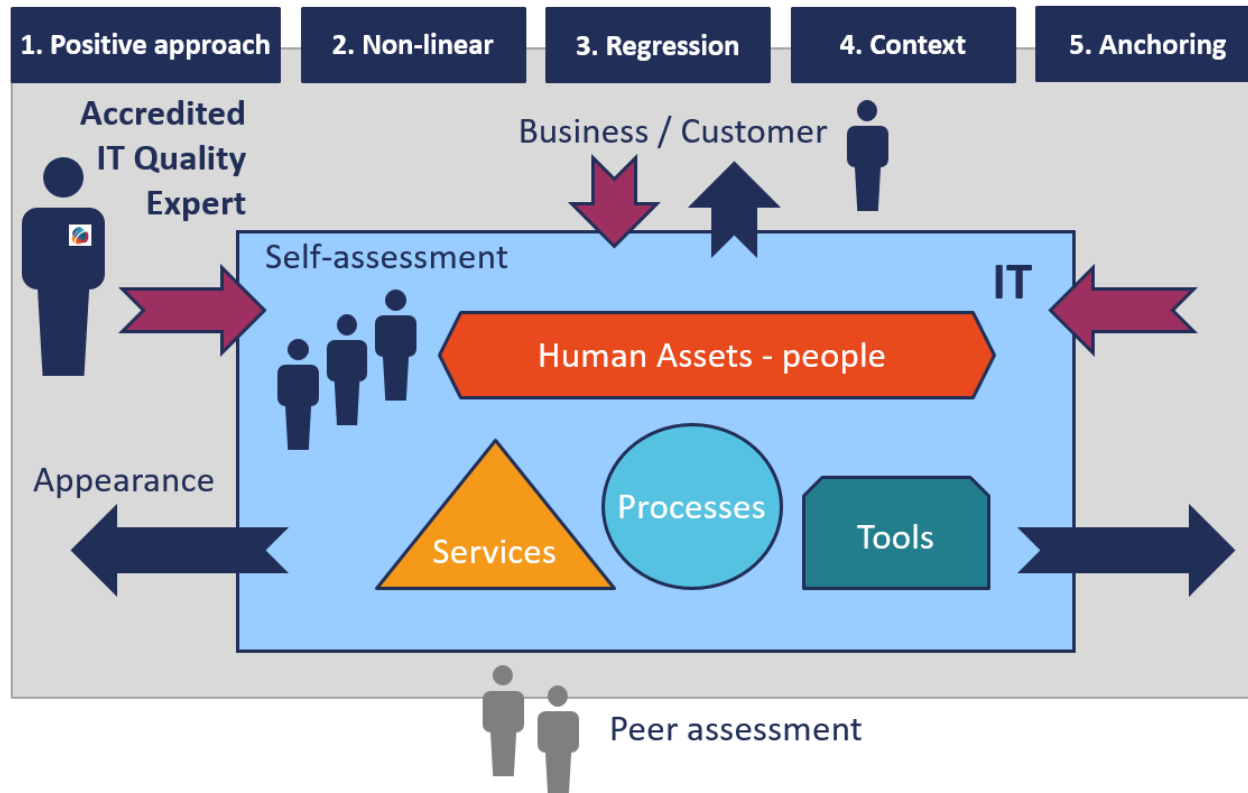 1. Positive approach
2. Non-linear
3. Regression
4. Context
5. Anchoring
Accredited
IT Quality
Expert
Business / Customer
Self-assessment
IT
Human Assets - people
Appearance
Services
Processes
Tools
Peer assessment